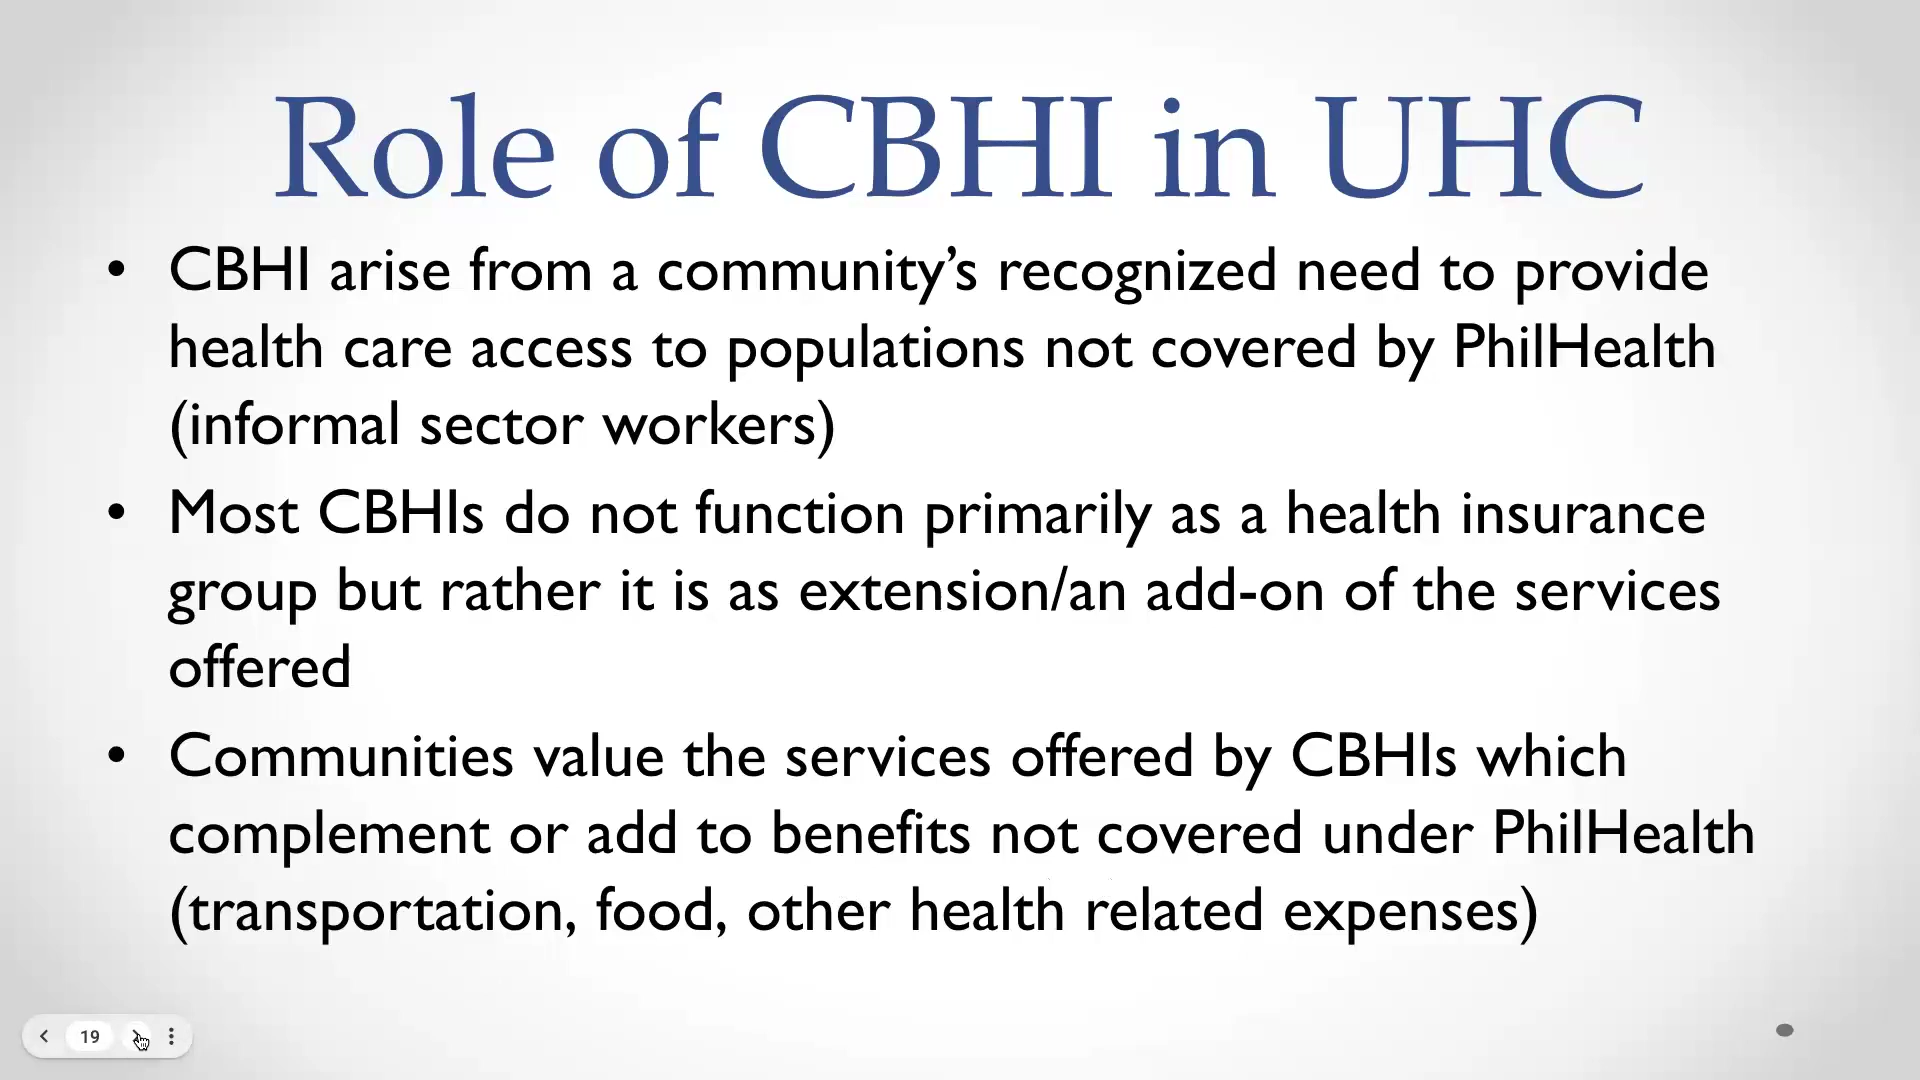 Role of CBHI in UHC
• CBHI arise from a community’s recognized need to provide
health care access to populations not covered by PhilHealth
(informal sector workers)
• Most CBHIs do not function primarily as a health insurance
group but rather it is as extension/an add-on of the services
offered
• Communities value the services offered by CBHIs which
complement or add to benefits not covered under PhilHealth
(transportation, food, other health related expenses)
19